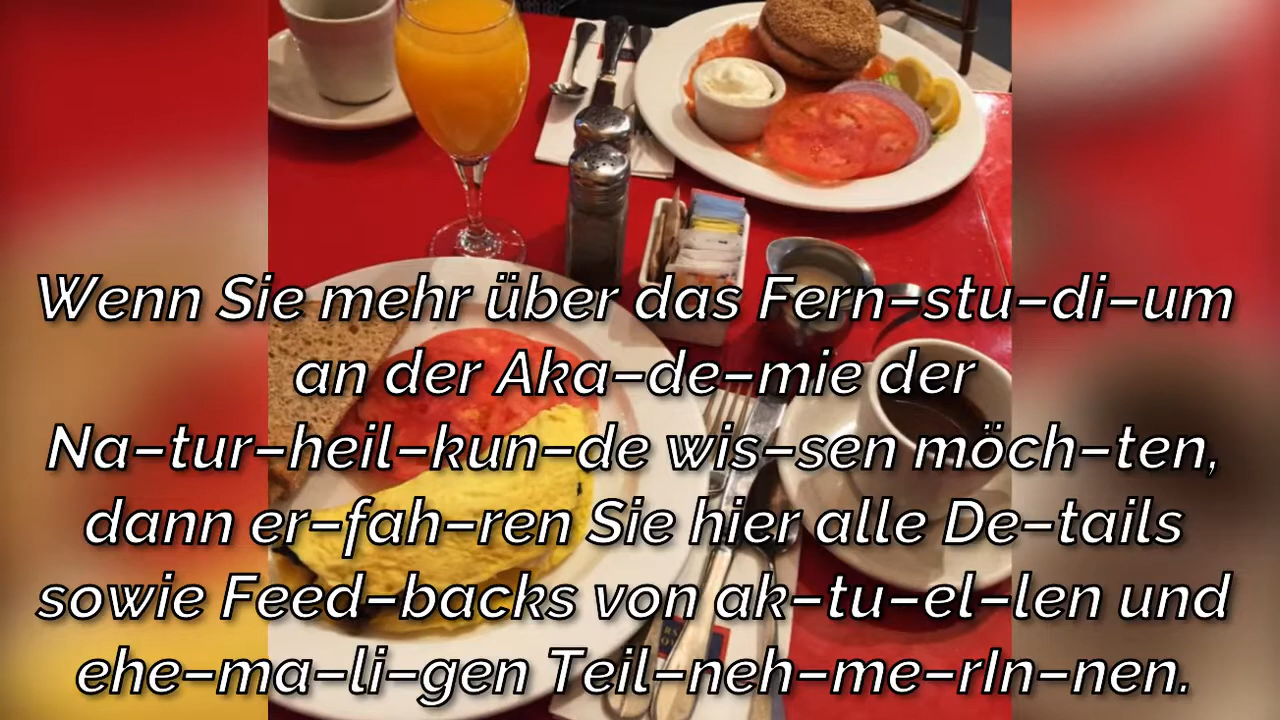 Wenn Sie mehr über das Fern-stu-di-um
an der Aka-de-mie der
Na-tur-heil-kun-de wis-sen möch-ten,
dann er-fah-ren Sie hier alle De-tails
sowie Feed-backs von ak-tu-el-len und
ehe-ma-li-gen Teil-neh-me-rIn-nen.